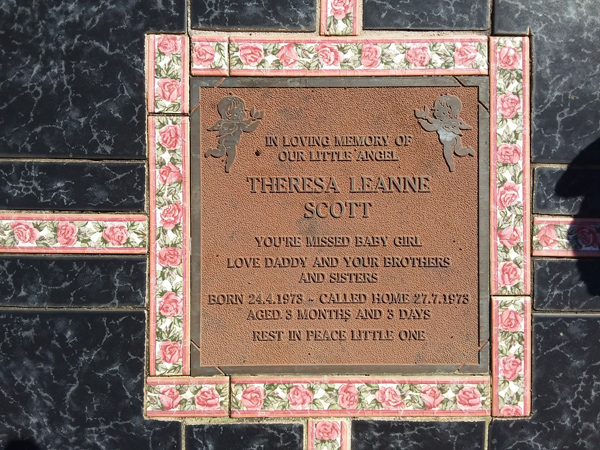 IN LOVING MEMORY OF
OUR LITTLE ANGEL
THERESA LEANNE
SCOTT
YOU'RE MISSED BABY GIRL
LOVE DADDY AND YOUR BROTHERS
AND SISTERS
BORN 24.4.1973 ~ CALLED HOME 27.7.1973
AGED 3 MONTHS AND 3 DAYS
REST IN PEACE LITTLE ONE